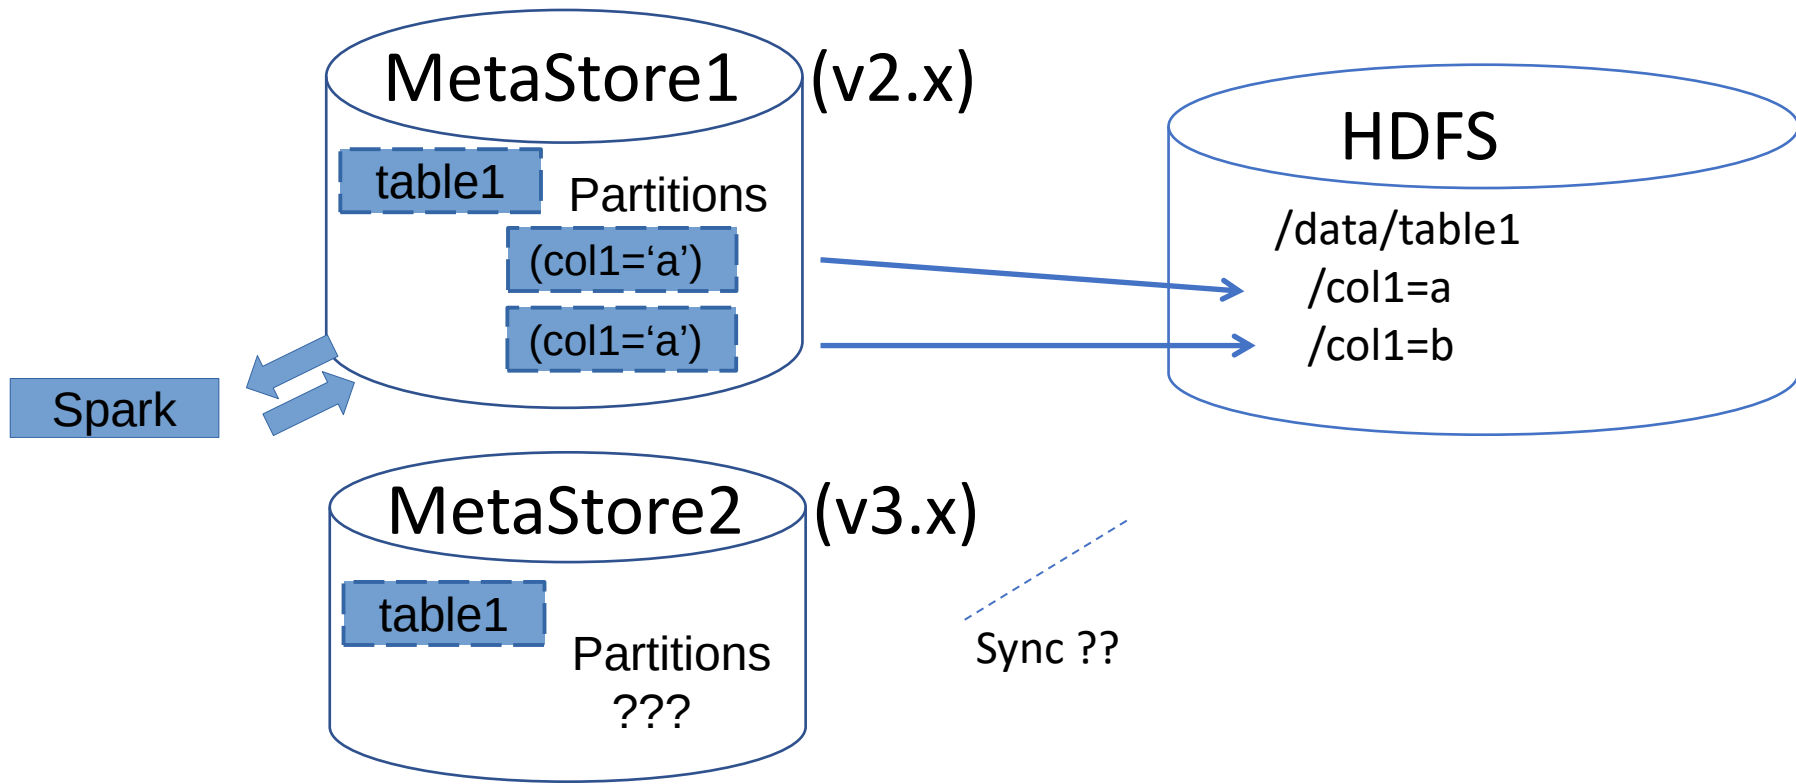 MetaStore1 (v2.x)
table1
Partitions
(col1=‘a’)
(col1=‘a’)
HDFS
/data/table1
/col1=a
/col1=b
Spark
MetaStore2 (v3.x)
table1
Partitions
???
Sync ??